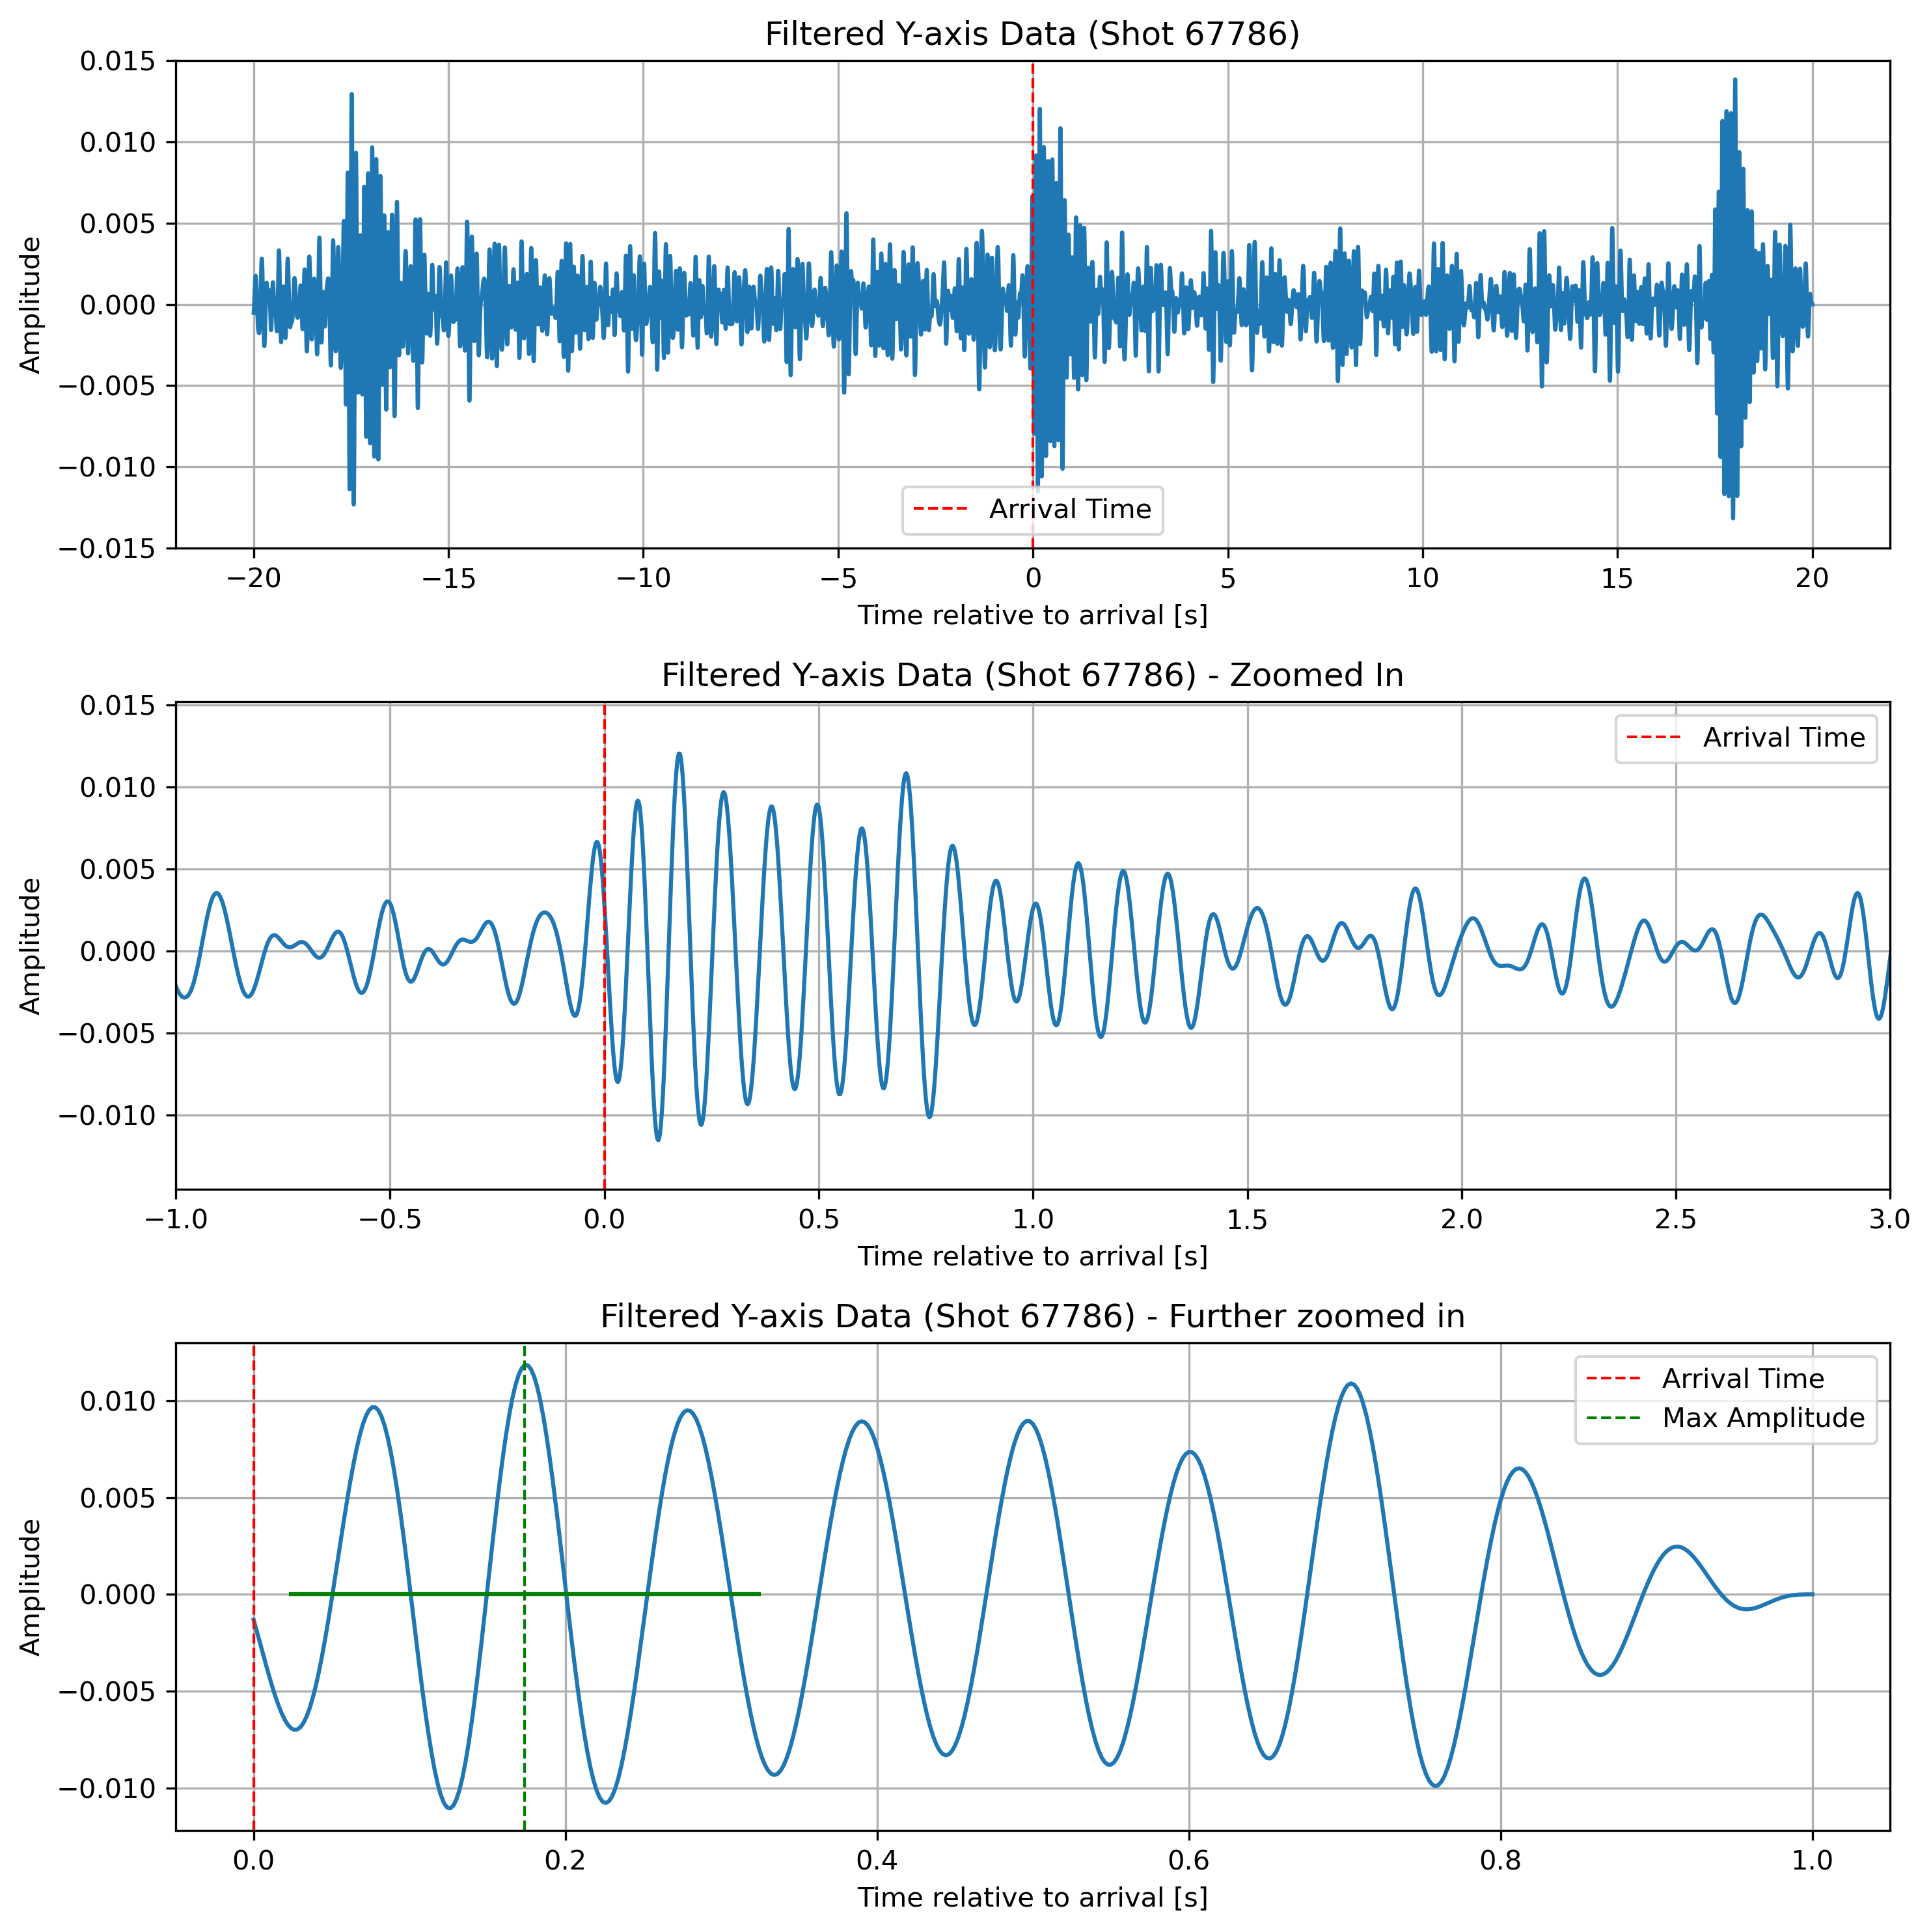 Filtered Y-axis Data (Shot 67786)
0.015
0.010
0.005
0.000
−0.005
−0.010
−0.015
Amplitude
Arrival Time
−20 −15 −10 −5 0 5 10 15 20
Time relative to arrival [s]
Filtered Y-axis Data (Shot 67786) - Zoomed In
0.015
0.010
0.005
0.000
−0.005
−0.010
Amplitude
Arrival Time
−1.0 −0.5 0.0 0.5 1.0 1.5 2.0 2.5 3.0
Time relative to arrival [s]
Filtered Y-axis Data (Shot 67786) - Further zoomed in
0.010
0.005
0.000
−0.005
−0.010
Amplitude
Arrival Time
Max Amplitude
0.0 0.2 0.4 0.6 0.8 1.0
Time relative to arrival [s]